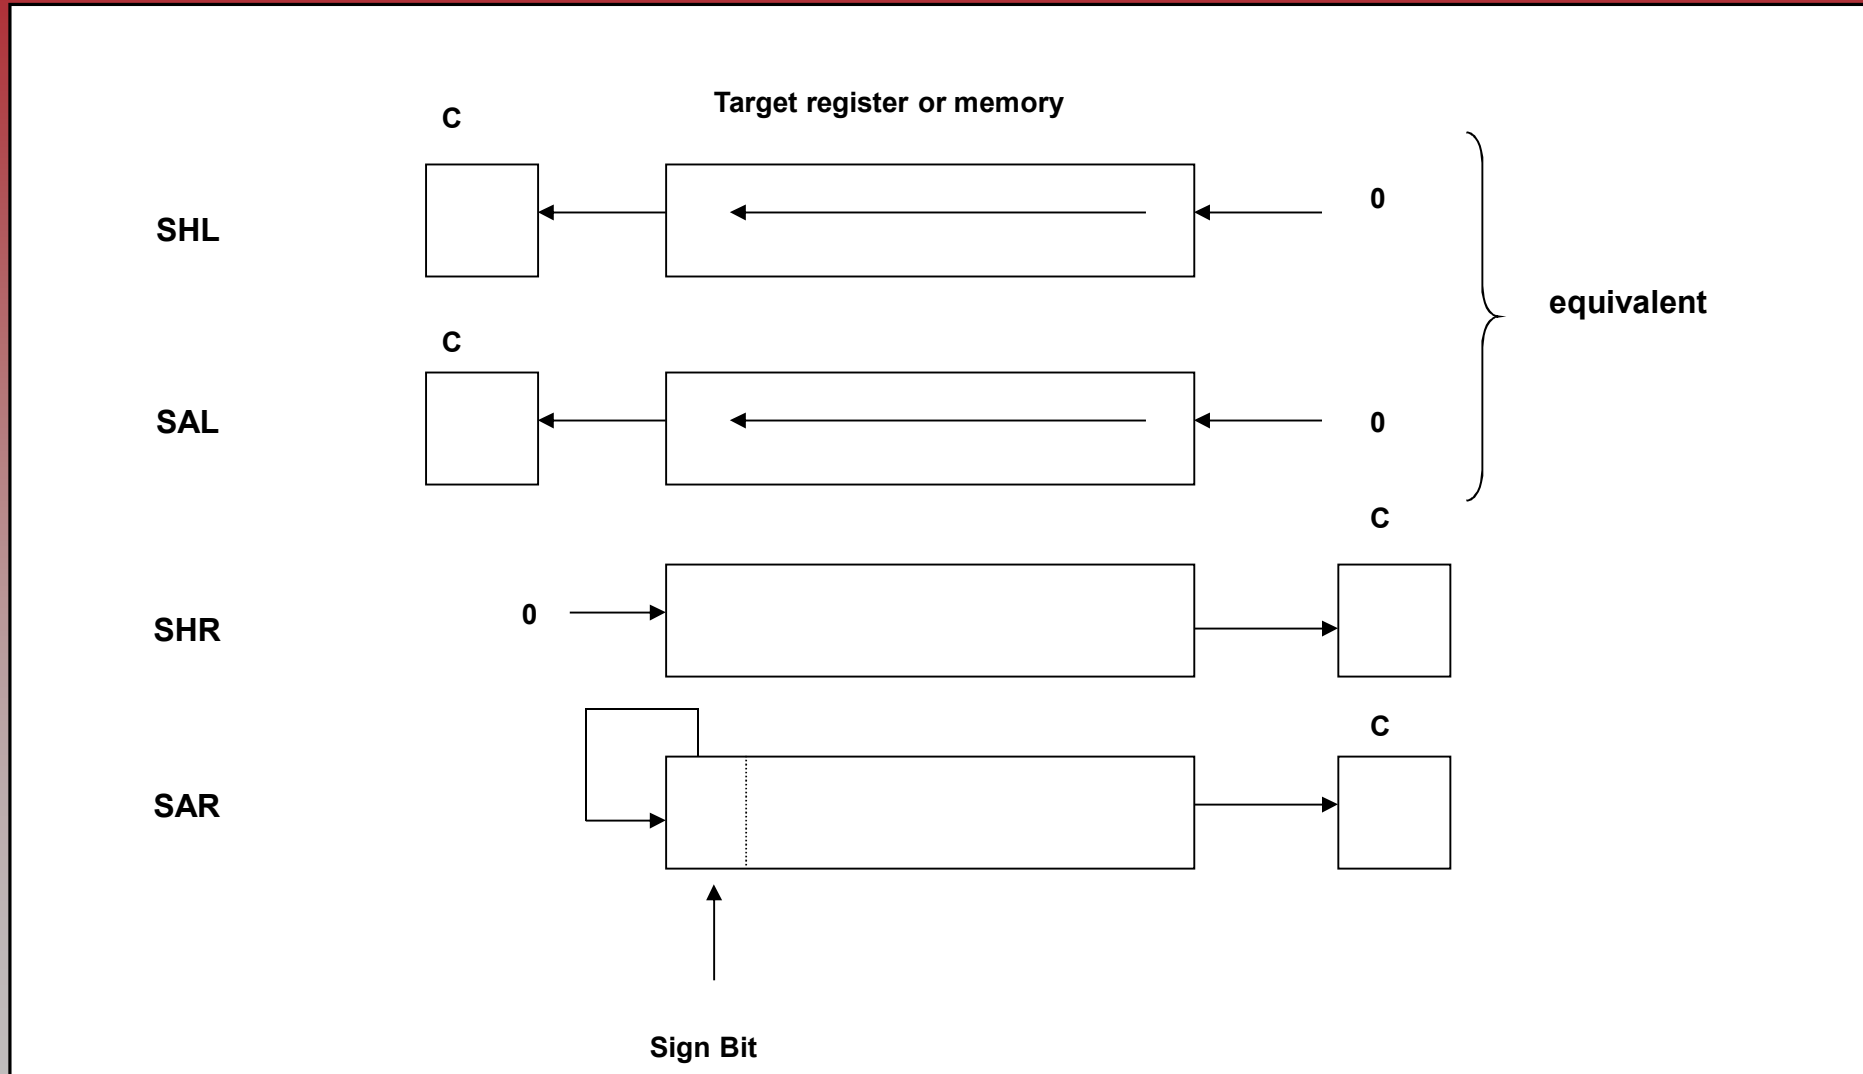 Target register or memory
C
0
SHL
equivalent
C
SAL
0
C
0
SHR
C
SAR
Sign Bit